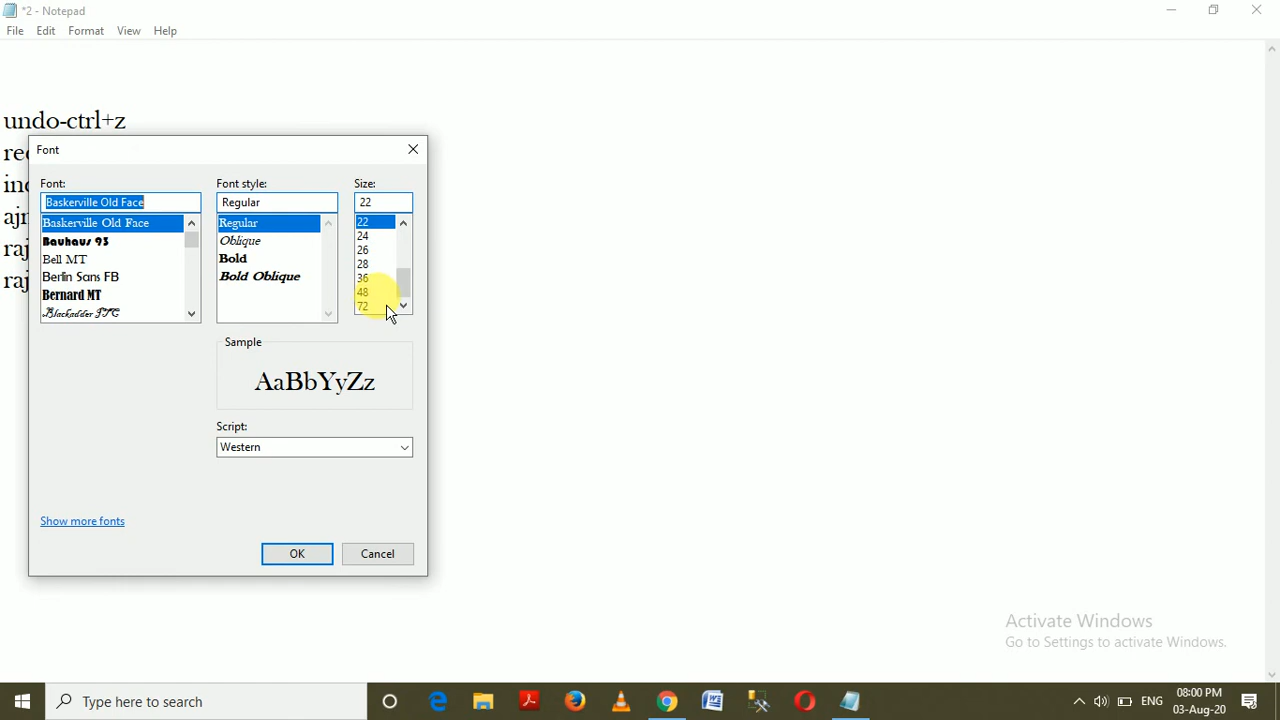 *2 - Notepad
File Edit Format View Help
undo-ctrl+z
Font
Font: Font style: Size:
Baskerville Old Face Regular 22
Baskerville Old Face Regular 22
Bauhaus 93 Oblique 24
Bell MT Bold 26
Berlin Sans FB Bold Oblique 28
Bernard MT 36
Blackadder ITC 48
72
Sample
AaBbYyZz
Script:
Western
Show more fonts
OK Cancel
Activate Windows
Go to Settings to activate Windows.
Type here to search
ENG
08:00 PM
03-Aug-20